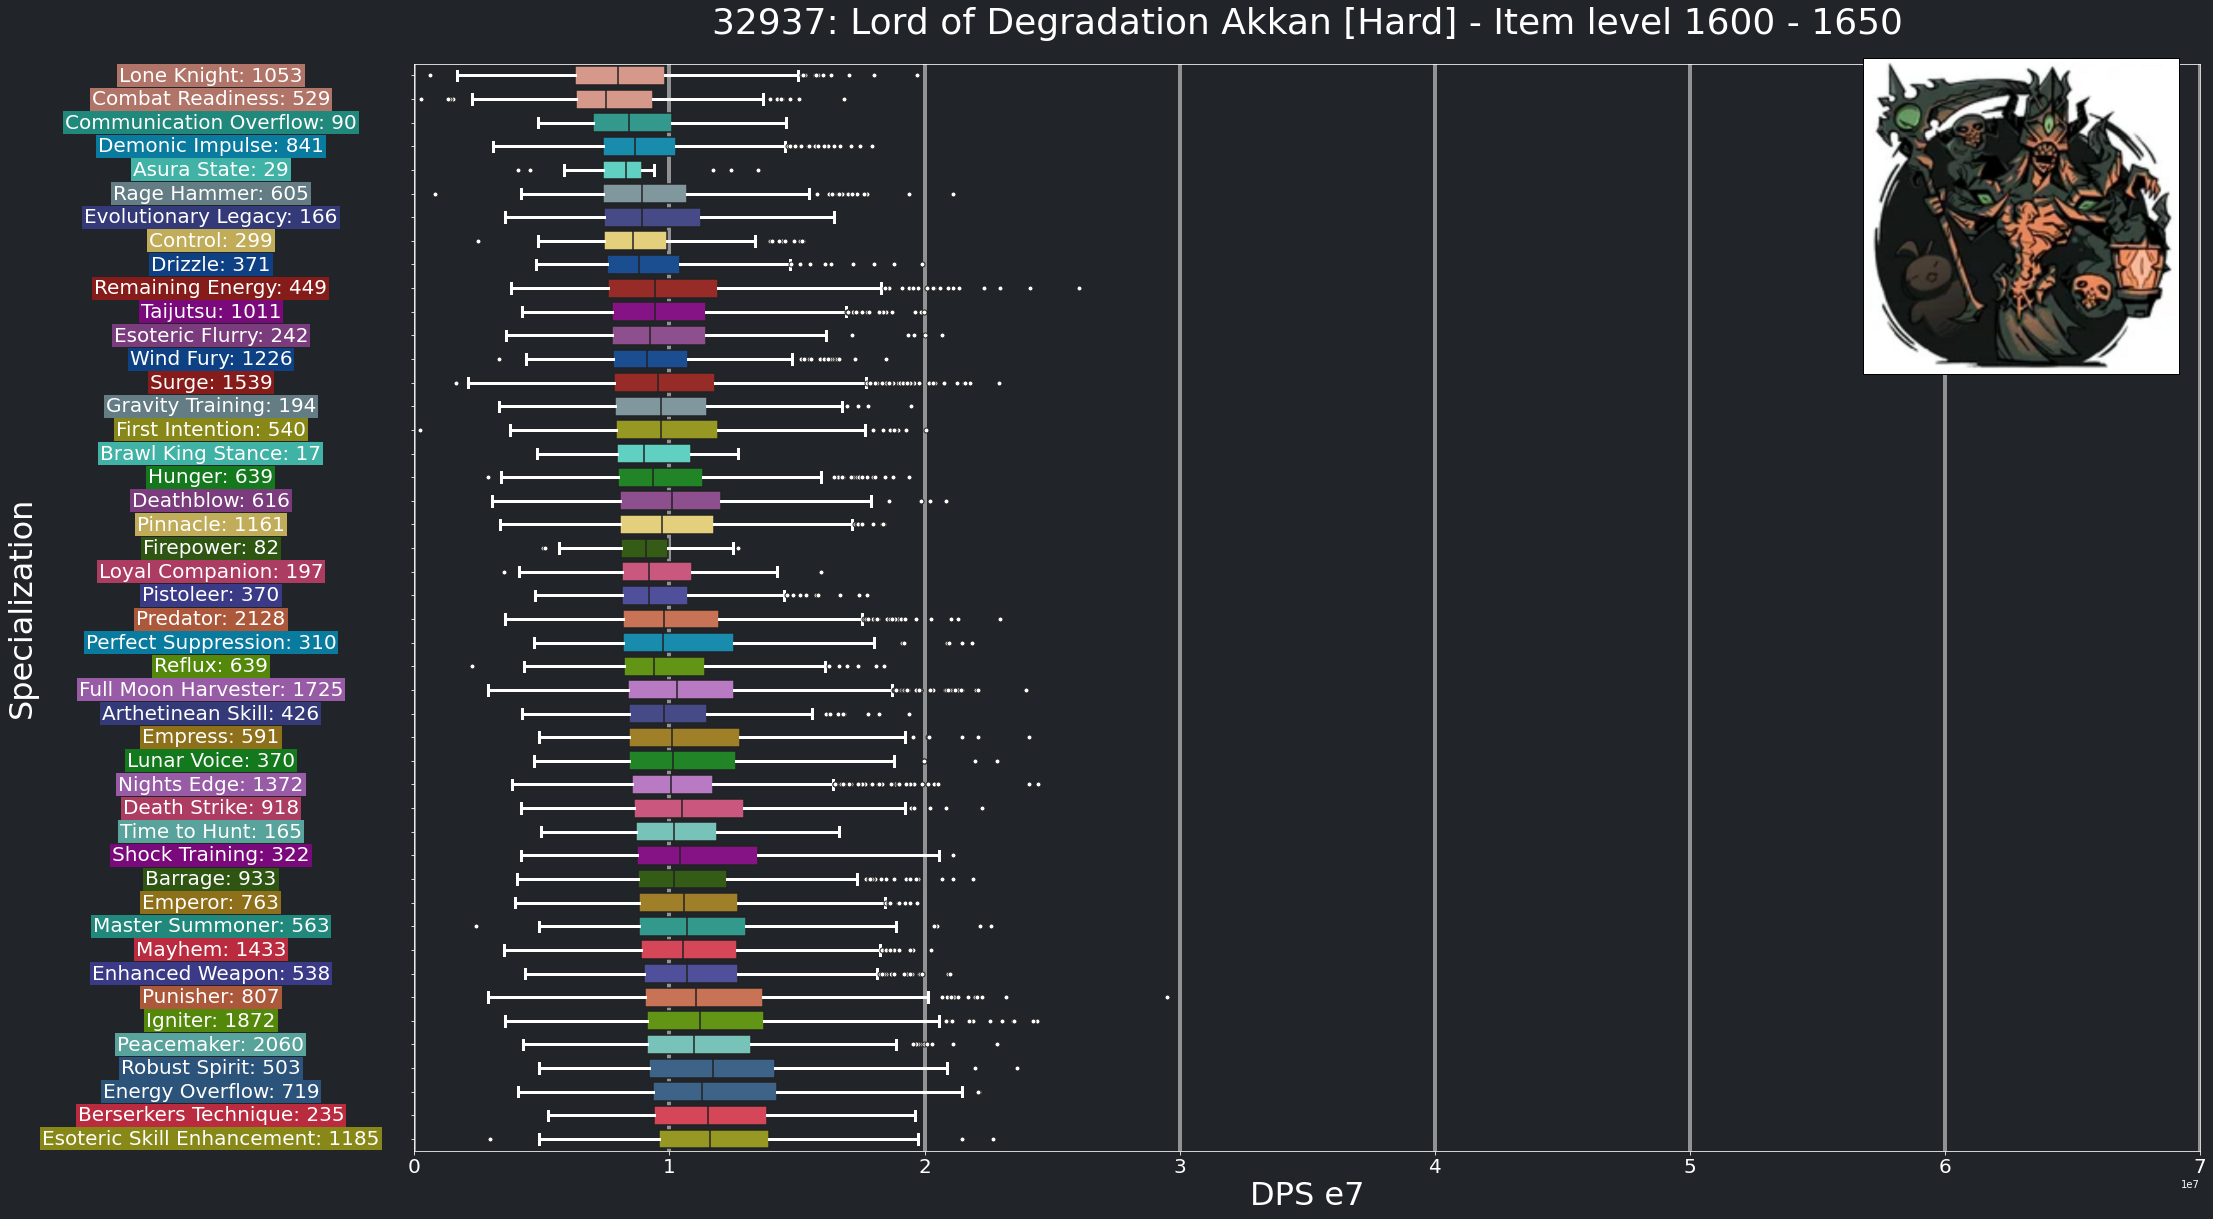 32937: Lord of Degradation Akkan [Hard] - Item level 1600 - 1650
Specialization
Lone Knight: 1053
Combat Readiness: 529
Communication Overflow: 90
Demonic Impulse: 841
Asura State: 29
Rage Hammer: 605
Evolutionary Legacy: 166
Control: 299
Drizzle: 371
Remaining Energy: 449
Taijutsu: 1011
Esoteric Flurry: 242
Wind Fury: 1226
Surge: 1539
Gravity Training: 194
First Intention: 540
Brawl King Stance: 17
Hunger: 639
Deathblow: 616
Pinnacle: 1161
Firepower: 82
Loyal Companion: 197
Pistoleer: 370
Predator: 2128
Perfect Suppression: 310
Reflux: 639
Full Moon Harvester: 1725
Arthetinean Skill: 426
Empress: 591
Lunar Voice: 370
Nights Edge: 1372
Death Strike: 918
Time to Hunt: 165
Shock Training: 322
Barrage: 933
Emperor: 763
Master Summoner: 563
Mayhem: 1433
Enhanced Weapon: 538
Punisher: 807
Igniter: 1872
Peacemaker: 2060
Robust Spirit: 503
Energy Overflow: 719
Berserkers Technique: 235
Esoteric Skill Enhancement: 1185
0 1 2 3 4 5 6 7
1e7
DPS e7